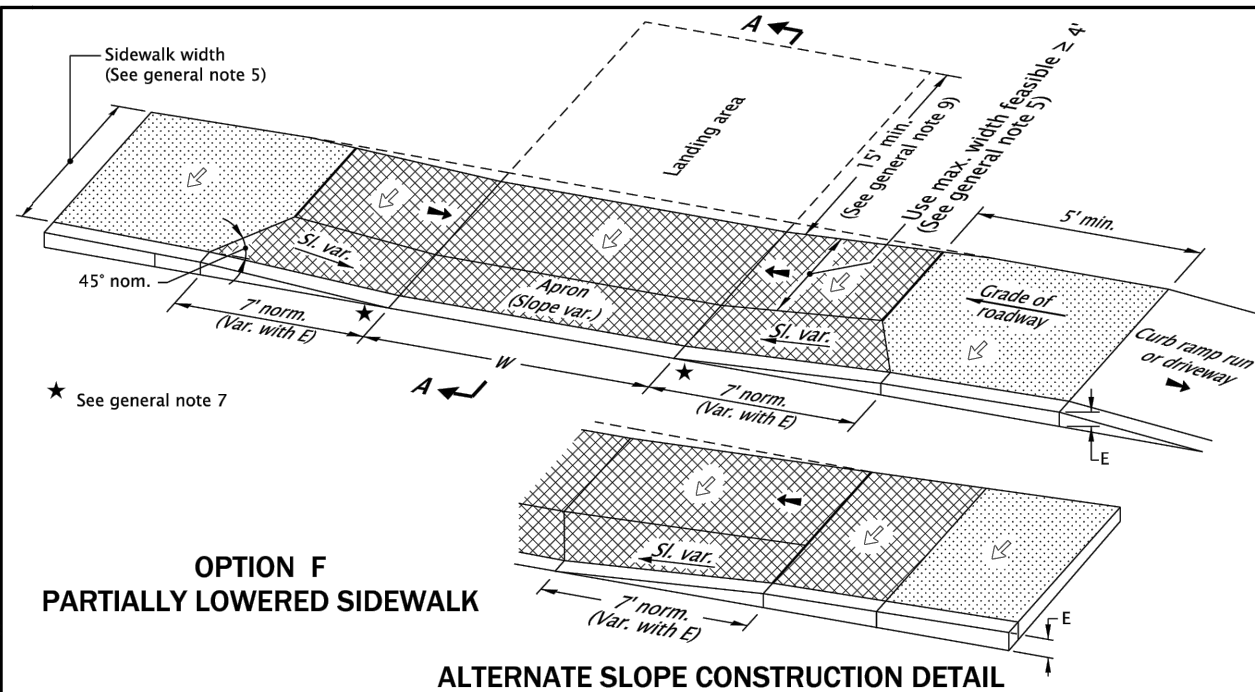 A
Sidewalk width
(See general note 5)
Landing area
15' min.
(See general note 9)
Use max. width feasible ≥ 4'
(See general note 5)
5' min.
Sl. var.
45° nom.
Apron
(Slope var.)
Sl. var.
Grade of
roadway
Curb ramp run
or driveway
7' norm.
(Var. with E)
W
A
★ See general note 7
7' norm.
(Var. with E)
E
Sl. var.
7' norm.
(Var. with E)
E
OPTION F
PARTIALLY LOWERED SIDEWALK
ALTERNATE SLOPE CONSTRUCTION DETAIL